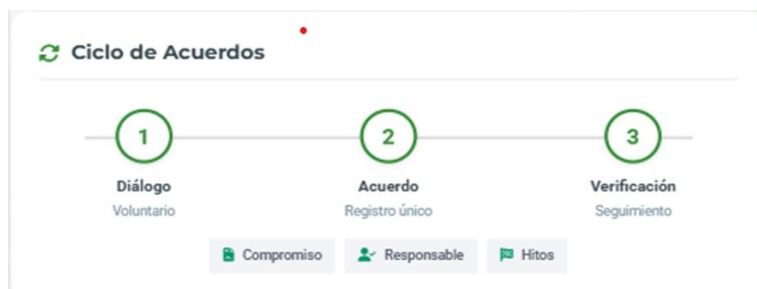 Ciclo de Acuerdos
1 2 3
Diálogo Acuerdo Verificación
Voluntario Registro único Seguimiento
Compromiso Responsable Hitos